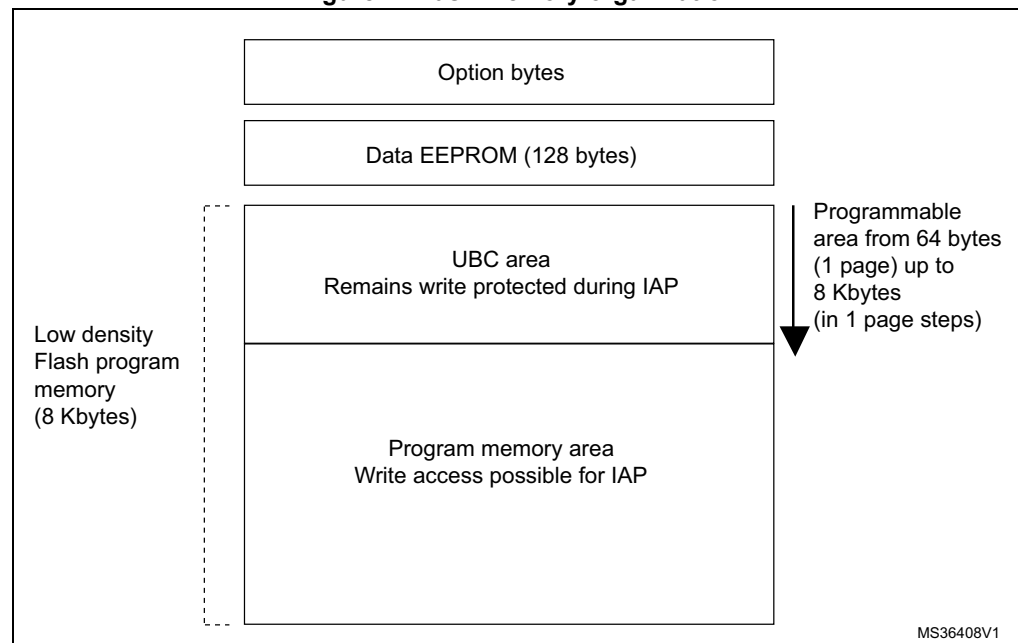 Option bytes
Data EEPROM (128 bytes)
Programmable
area from 64 bytes
(1 page) up to
8 Kbytes
(in 1 page steps)
UBC area
Remains write protected during IAP
Low density
Flash program
memory
(8 Kbytes)
Program memory area
Write access possible for IAP
MS36408V1